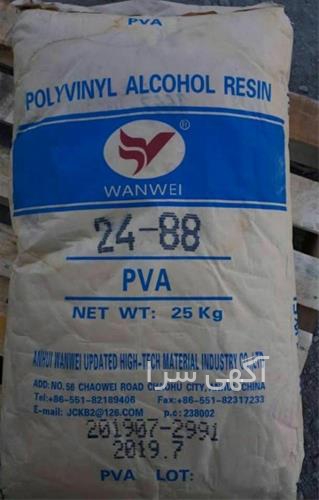 PVA
POLYVINYL ALCOHOL RESIN
®
WANWEI
24-88
PVA
NET WT: 25 Kg
ANHUI WANWEI UPDATED HIGH-TECH MATERIAL INDUSTRY CO.,LTD.
آگهی سرا
ADD: NO.56 CHAOWEI ROAD CHAOHU CITY, CHINA
Tel:+86-551-82189406 Fax:+86-551-82317233
E-mail: JCKB2@126.COM p.c: 238002
201907-2991
2019.7
PVA LOT: